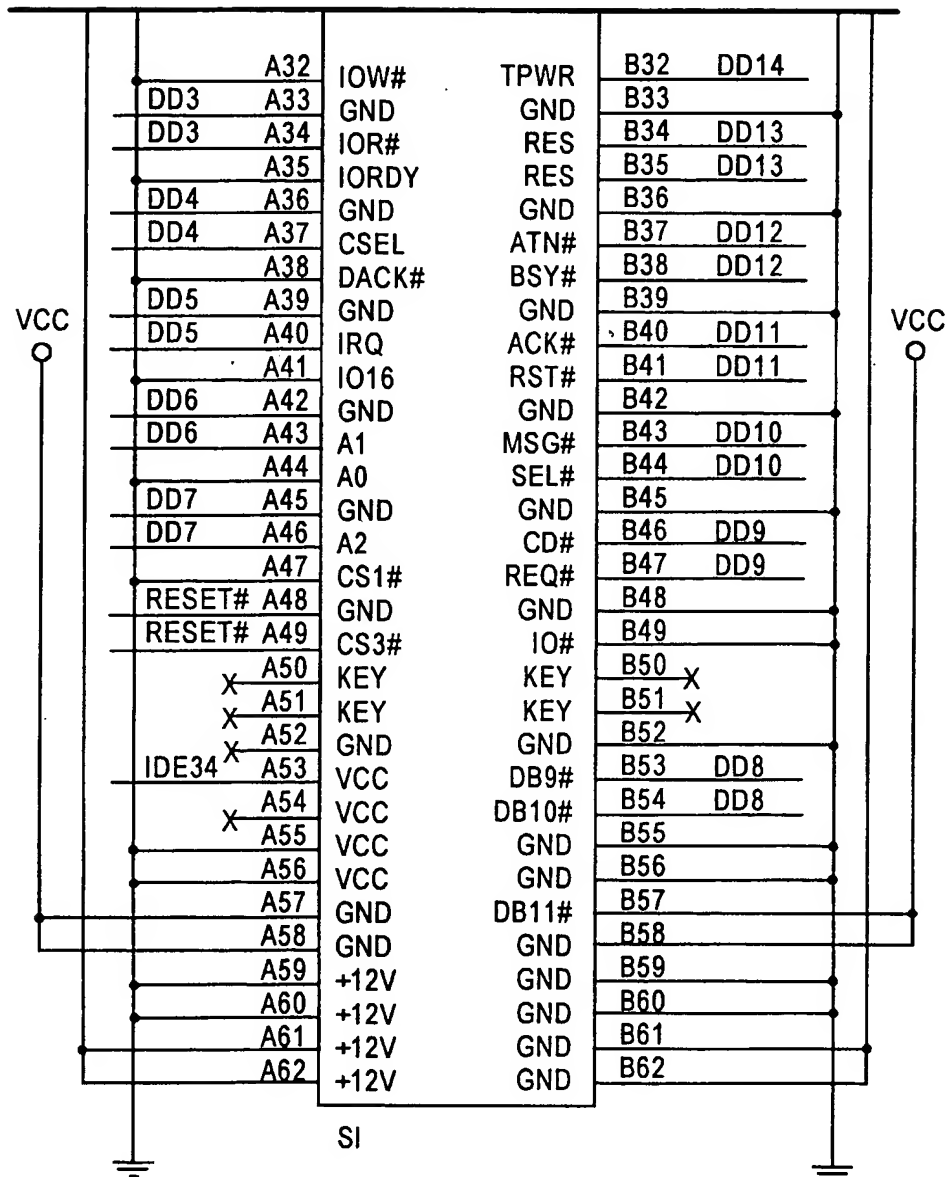 A32 IOW# TPWR B32 DD14
DD3 A33 GND GND B33
DD3 A34 IOR# RES B34 DD13
A35 IORDY RES B35 DD13
DD4 A36 GND GND B36
DD4 A37 CSEL ATN# B37 DD12
A38 DACK# BSY# B38 DD12
DD5 A39 GND GND B39
VCC VCC
DD5 A40 IRQ ACK# B40 DD11
A41 IO16 RST# B41 DD11
DD6 A42 GND GND B42
DD6 A43 A1 MSG# B43 DD10
A44 A0 SEL# B44 DD10
DD7 A45 GND GND B45
DD7 A46 A2 CD# B46 DD9
A47 CS1# REQ# B47 DD9
RESET# A48 GND GND B48
RESET# A49 CS3# IO# B49
X A50 KEY KEY B50 X
X A51 KEY KEY B51 X
X A52 GND GND B52
IDE34 A53 VCC DB9# B53 DD8
X A54 VCC DB10# B54 DD8
A55 VCC GND B55
A56 VCC GND B56
A57 GND DB11# B57
A58 GND GND B58
A59 +12V GND B59
A60 +12V GND B60
A61 +12V GND B61
A62 +12V GND B62
SI